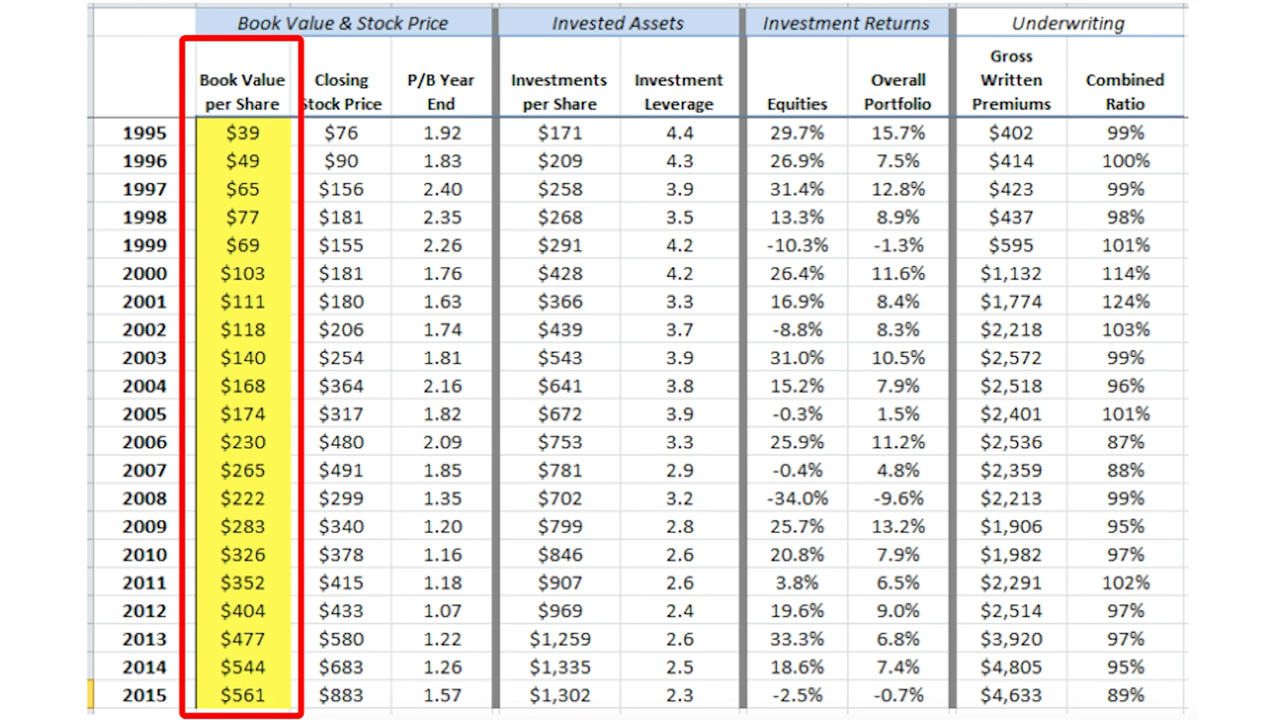 Book Value & Stock Price Invested Assets Investment Returns Underwriting
Gross
Book Value Closing P/B Year Investments Investment Overall Written Combined
per Share Stock Price End per Share Leverage Equities Portfolio Premiums Ratio
1995 $39 $76 1.92 $171 4.4 29.7% 15.7% $402 99%
1996 $49 $90 1.83 $209 4.3 26.9% 7.5% $414 100%
1997 $65 $156 2.40 $258 3.9 31.4% 12.8% $423 99%
1998 $77 $181 2.35 $268 3.5 13.3% 8.9% $437 98%
1999 $69 $155 2.26 $291 4.2 -10.3% -1.3% $595 101%
2000 $103 $181 1.76 $428 4.2 26.4% 11.6% $1,132 114%
2001 $111 $180 1.63 $366 3.3 16.9% 8.4% $1,774 124%
2002 $118 $206 1.74 $439 3.7 -8.8% 8.3% $2,218 103%
2003 $140 $254 1.81 $543 3.9 31.0% 10.5% $2,572 99%
2004 $168 $364 2.16 $641 3.8 15.2% 7.9% $2,518 96%
2005 $174 $317 1.82 $672 3.9 -0.3% 1.5% $2,401 101%
2006 $230 $480 2.09 $753 3.3 25.9% 11.2% $2,536 87%
2007 $265 $491 1.85 $781 2.9 -0.4% 4.8% $2,359 88%
2008 $222 $299 1.35 $702 3.2 -34.0% -9.6% $2,213 99%
2009 $283 $340 1.20 $799 2.8 25.7% 13.2% $1,906 95%
2010 $326 $378 1.16 $846 2.6 20.8% 7.9% $1,982 97%
2011 $352 $415 1.18 $907 2.6 3.8% 6.5% $2,291 102%
2012 $404 $433 1.07 $969 2.4 19.6% 9.0% $2,514 97%
2013 $477 $580 1.22 $1,259 2.6 33.3% 6.8% $3,920 97%
2014 $544 $683 1.26 $1,335 2.5 18.6% 7.4% $4,805 95%
2015 $561 $883 1.57 $1,302 2.3 -2.5% -0.7% $4,633 89%